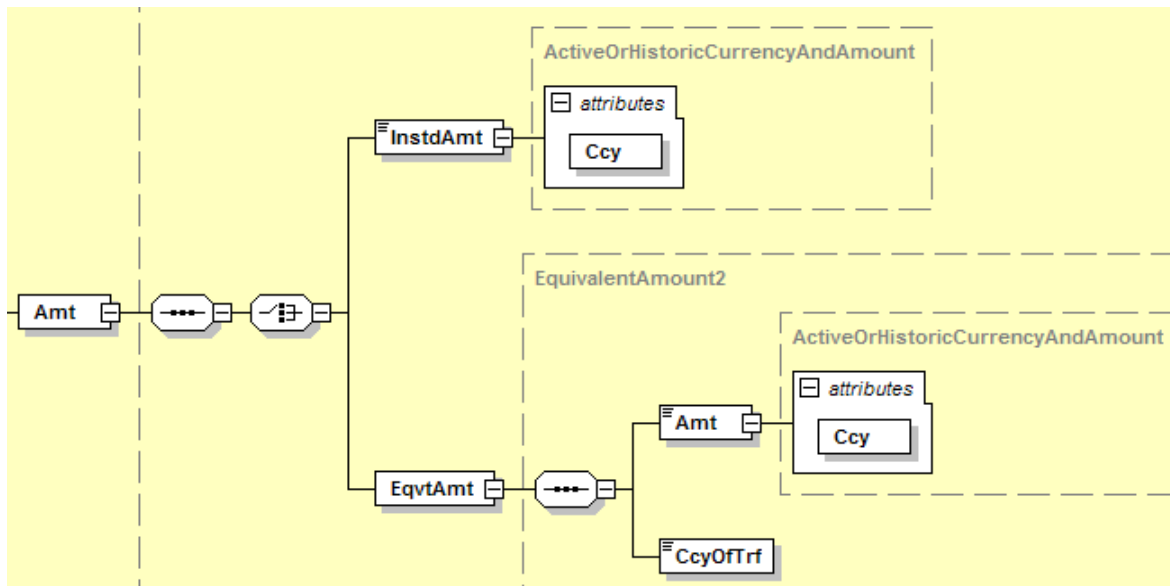 ActiveOrHistoricCurrencyAndAmount
attributes
InstdAmt
Ccy
EquivalentAmount2
Amt
ActiveOrHistoricCurrencyAndAmount
attributes
Amt
Ccy
EqvtAmt
CcyOfTrf